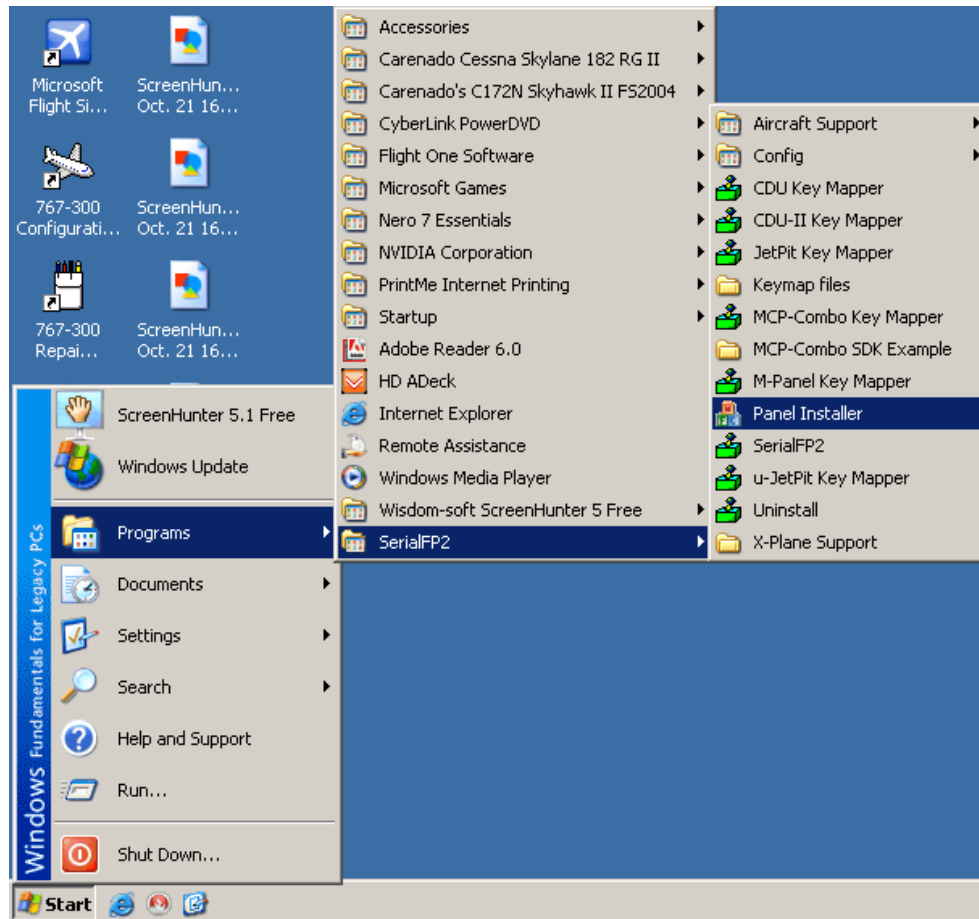 Microsoft
Flight Si...
ScreenHun...
Oct. 21 16...
767-300
Configurati...
ScreenHun...
Oct. 21 16...
767-300
Repai...
ScreenHun...
Oct. 21 16...
Windows Fundamentals for Legacy PCs
ScreenHunter 5.1 Free
Windows Update
Programs
Documents
Settings
Search
Help and Support
Run...
Shut Down...
Start
Accessories
Carenado Cessna Skylane 182 RG II
Carenado's C172N Skyhawk II FS2004
CyberLink PowerDVD
Flight One Software
Microsoft Games
Nero 7 Essentials
NVIDIA Corporation
PrintMe Internet Printing
Startup
Adobe Reader 6.0
HD ADeck
Internet Explorer
Remote Assistance
Windows Media Player
Wisdom-soft ScreenHunter 5 Free
SerialFP2
Aircraft Support
Config
CDU Key Mapper
CDU-II Key Mapper
JetPit Key Mapper
Keymap files
MCP-Combo Key Mapper
MCP-Combo SDK Example
M-Panel Key Mapper
Panel Installer
SerialFP2
u-JetPit Key Mapper
Uninstall
X-Plane Support